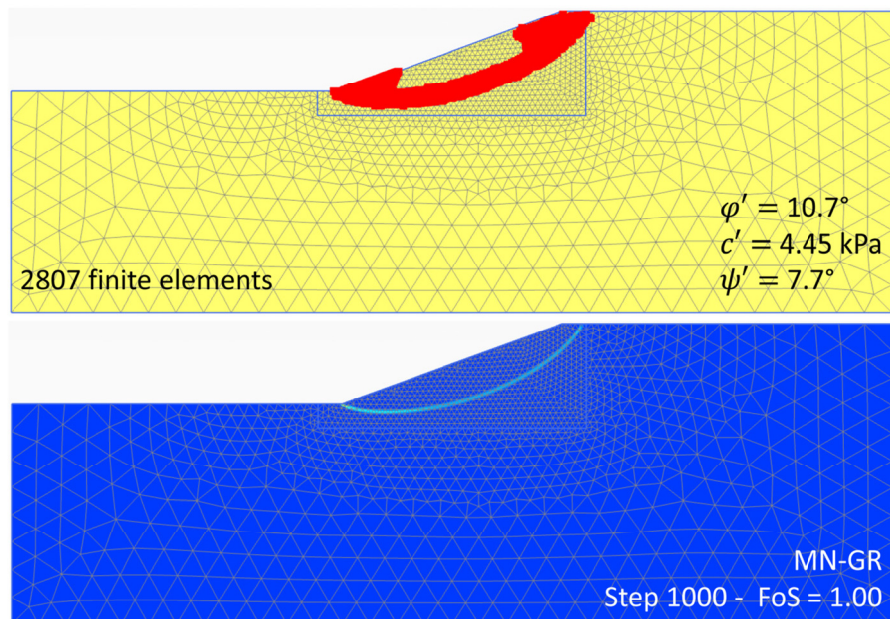 φ′ = 10.7°
c′ = 4.45 kPa
2807 finite elements
ψ′ = 7.7°
MN-GR
Step 1000 - FoS = 1.00